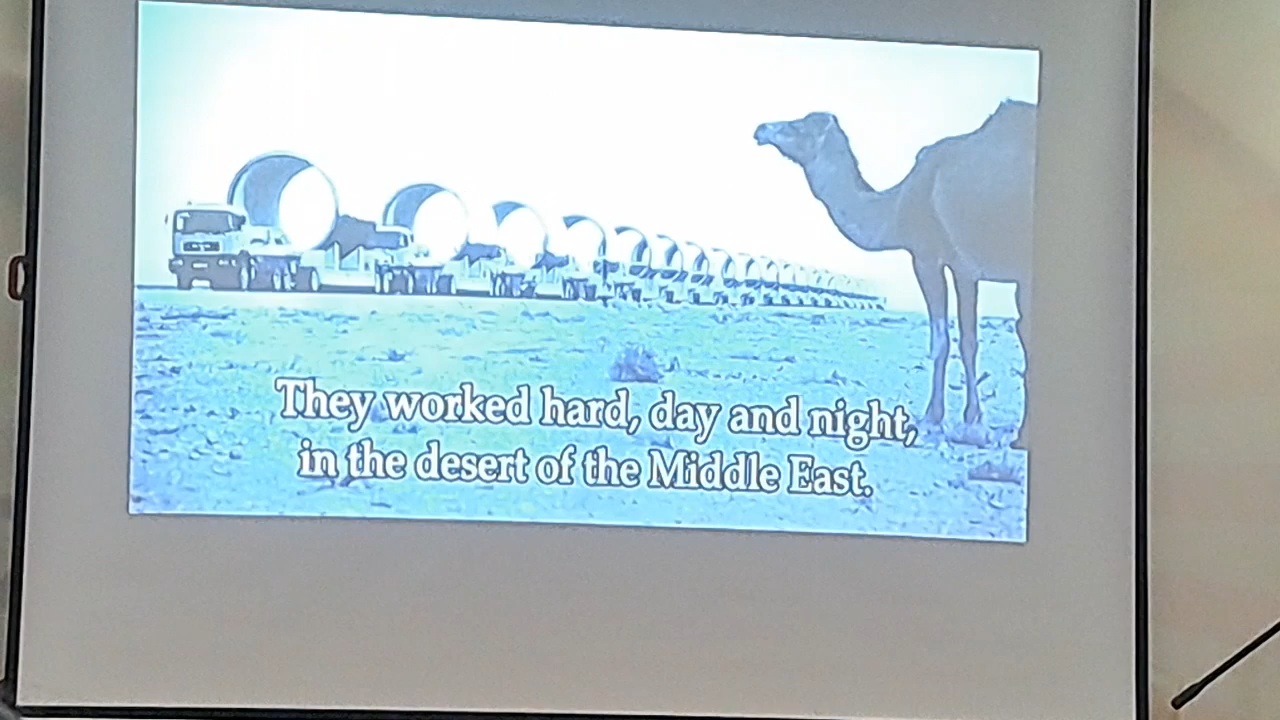 They worked hard, day and night,
in the desert of the Middle East.